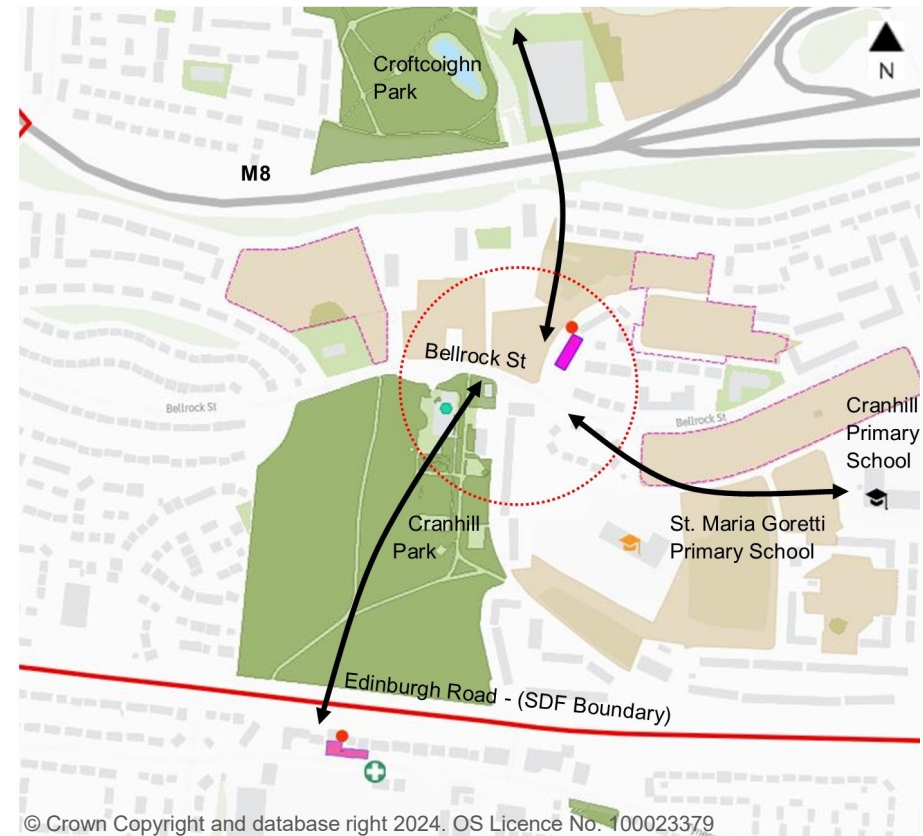 Croftcoighn
Park
N
M8
Bellrock St
Bellrock St
Bellrock St
Cranhill
Primary
School
Cranhill
Park
St. Maria Goretti
Primary School
Edinburgh Road - (SDF Boundary)
© Crown Copyright and database right 2024. OS Licence No. 100023379